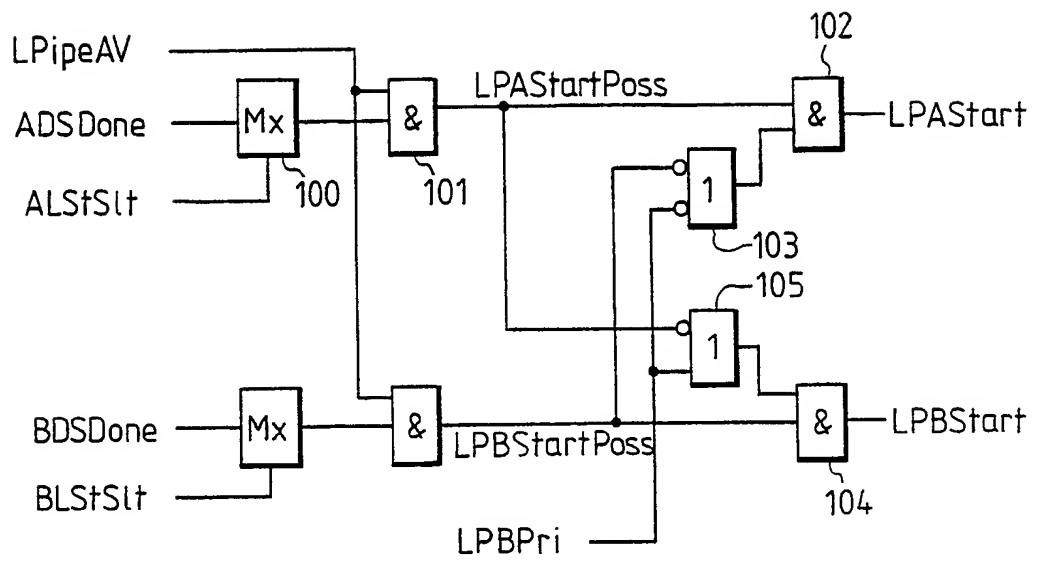 102
LPipeAV
LPAStartPoss
ADSDone
Mx
&
&
LPAStart
ALStSlt
100
101
1
103
105
1
BDSDone
Mx
&
LPBStartPoss
&
LPBStart
BLStSlt
104
LPBPri